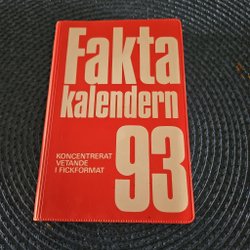 Fakta
kalendern
93
KONCENTRERAT
VETANDE
I FICKFORMAT